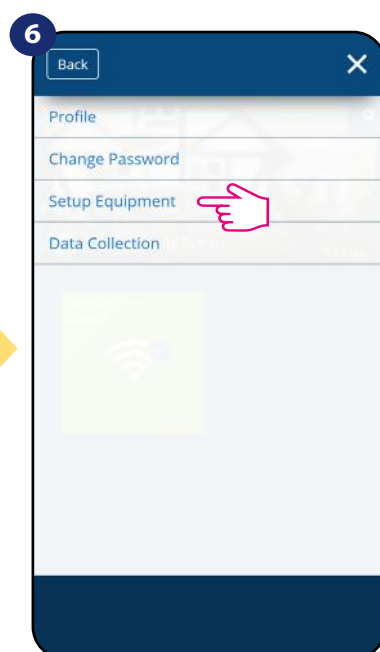 6
Back
Profile
Change Password
Setup Equipment
Data Collection